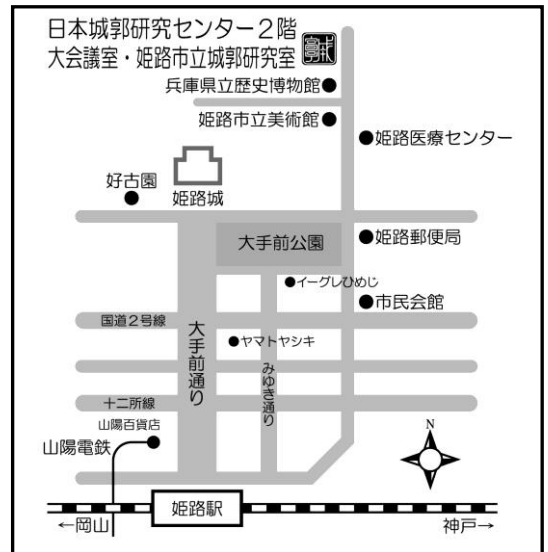 日本城郭研究センター２階
大会議室・姫路市立城郭研究室
兵庫県立歴史博物館
姫路市立美術館
姫路医療センター
好古園
姫路城
大手前公園
姫路郵便局
イーグレひめじ
市民会館
国道２号線
大手前通り
ヤマトヤシキ
みゆき通り
十二所線
山陽百貨店
山陽電鉄
N
姫路駅
←岡山
神戸→